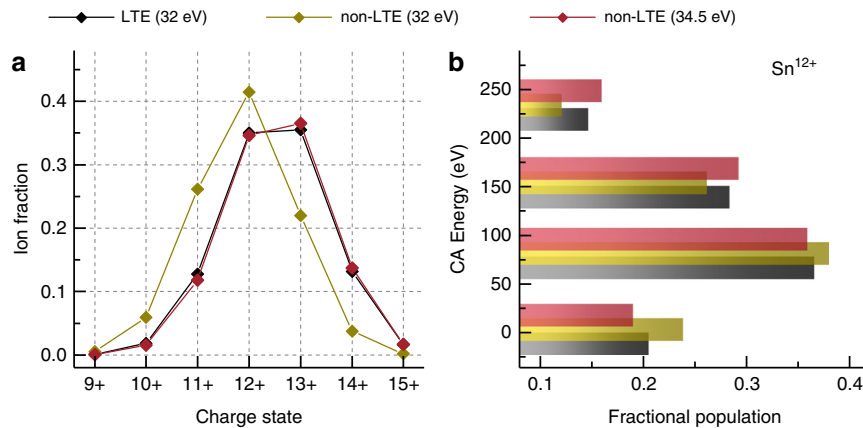 LTE (32 eV) non-LTE (32 eV) non-LTE (34.5 eV)
a
Ion fraction
0.4
0.3
0.2
0.1
0.0
9+ 10+ 11+ 12+ 13+ 14+ 15+
Charge state
b
Sn¹²⁺
CA Energy (eV)
250
200
150
100
50
0
0.1 0.2 0.3 0.4
Fractional population